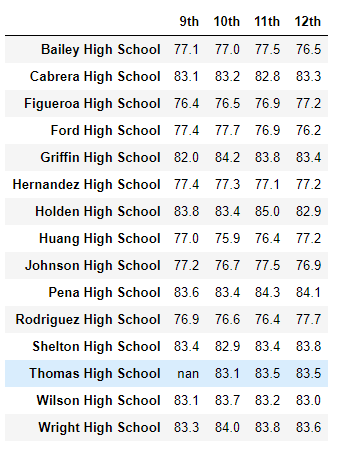 9th 10th 11th 12th
Bailey High School 77.1 77.0 77.5 76.5
Cabrera High School 83.1 83.2 82.8 83.3
Figueroa High School 76.4 76.5 76.9 77.2
Ford High School 77.4 77.7 76.9 76.2
Griffin High School 82.0 84.2 83.8 83.4
Hernandez High School 77.4 77.3 77.1 77.2
Holden High School 83.8 83.4 85.0 82.9
Huang High School 77.0 75.9 76.4 77.2
Johnson High School 77.2 76.7 77.5 76.9
Pena High School 83.6 83.4 84.3 84.1
Rodriguez High School 76.9 76.6 76.4 77.7
Shelton High School 83.4 82.9 83.4 83.8
Thomas High School nan 83.1 83.5 83.5
Wilson High School 83.1 83.7 83.2 83.0
Wright High School 83.3 84.0 83.8 83.6